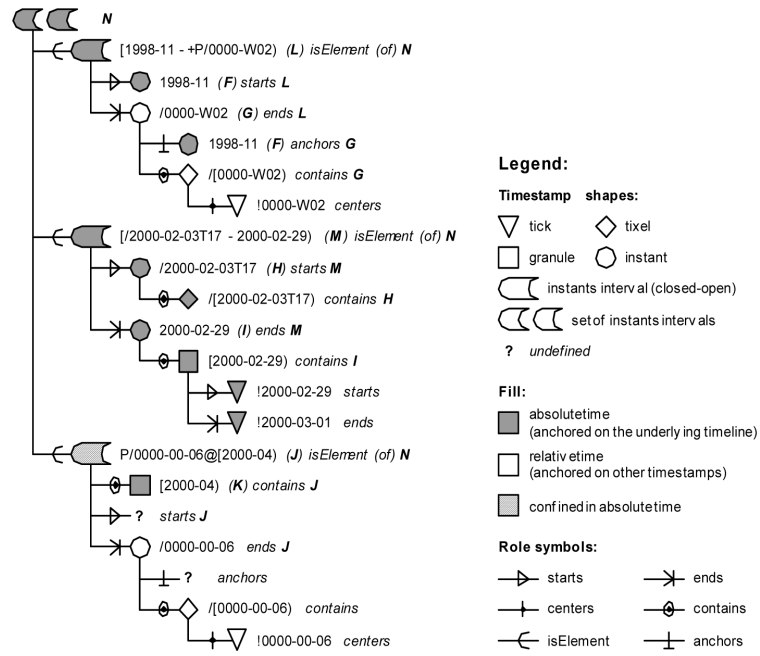 N
[1998-11 - +P/0000-W02) (L) isElement (of) N
1998-11 (F) starts L
/0000-W02 (G) ends L
1998-11 (F) anchors G
/[0000-W02) contains G
!0000-W02 centers
[/2000-02-03T17 - 2000-02-29) (M) isElement (of) N
/2000-02-03T17 (H) starts M
/[2000-02-03T17) contains H
2000-02-29 (I) ends M
[2000-02-29) contains I
!2000-02-29 starts
!2000-03-01 ends
P/0000-00-06@[2000-04) (J) isElement (of) N
[2000-04) (K) contains J
? starts J
/0000-00-06 ends J
? anchors
/[0000-00-06) contains
!0000-00-06 centers
Legend:
Timestamp shapes:
tick tixel
granule instant
instants interval (closed-open)
set of instants intervals
? undefined
Fill:
absolute time
(anchored on the underlying timeline)
relative time
(anchored on other timestamps)
confined in absolute time
Role symbols:
starts ends
centers contains
isElement anchors